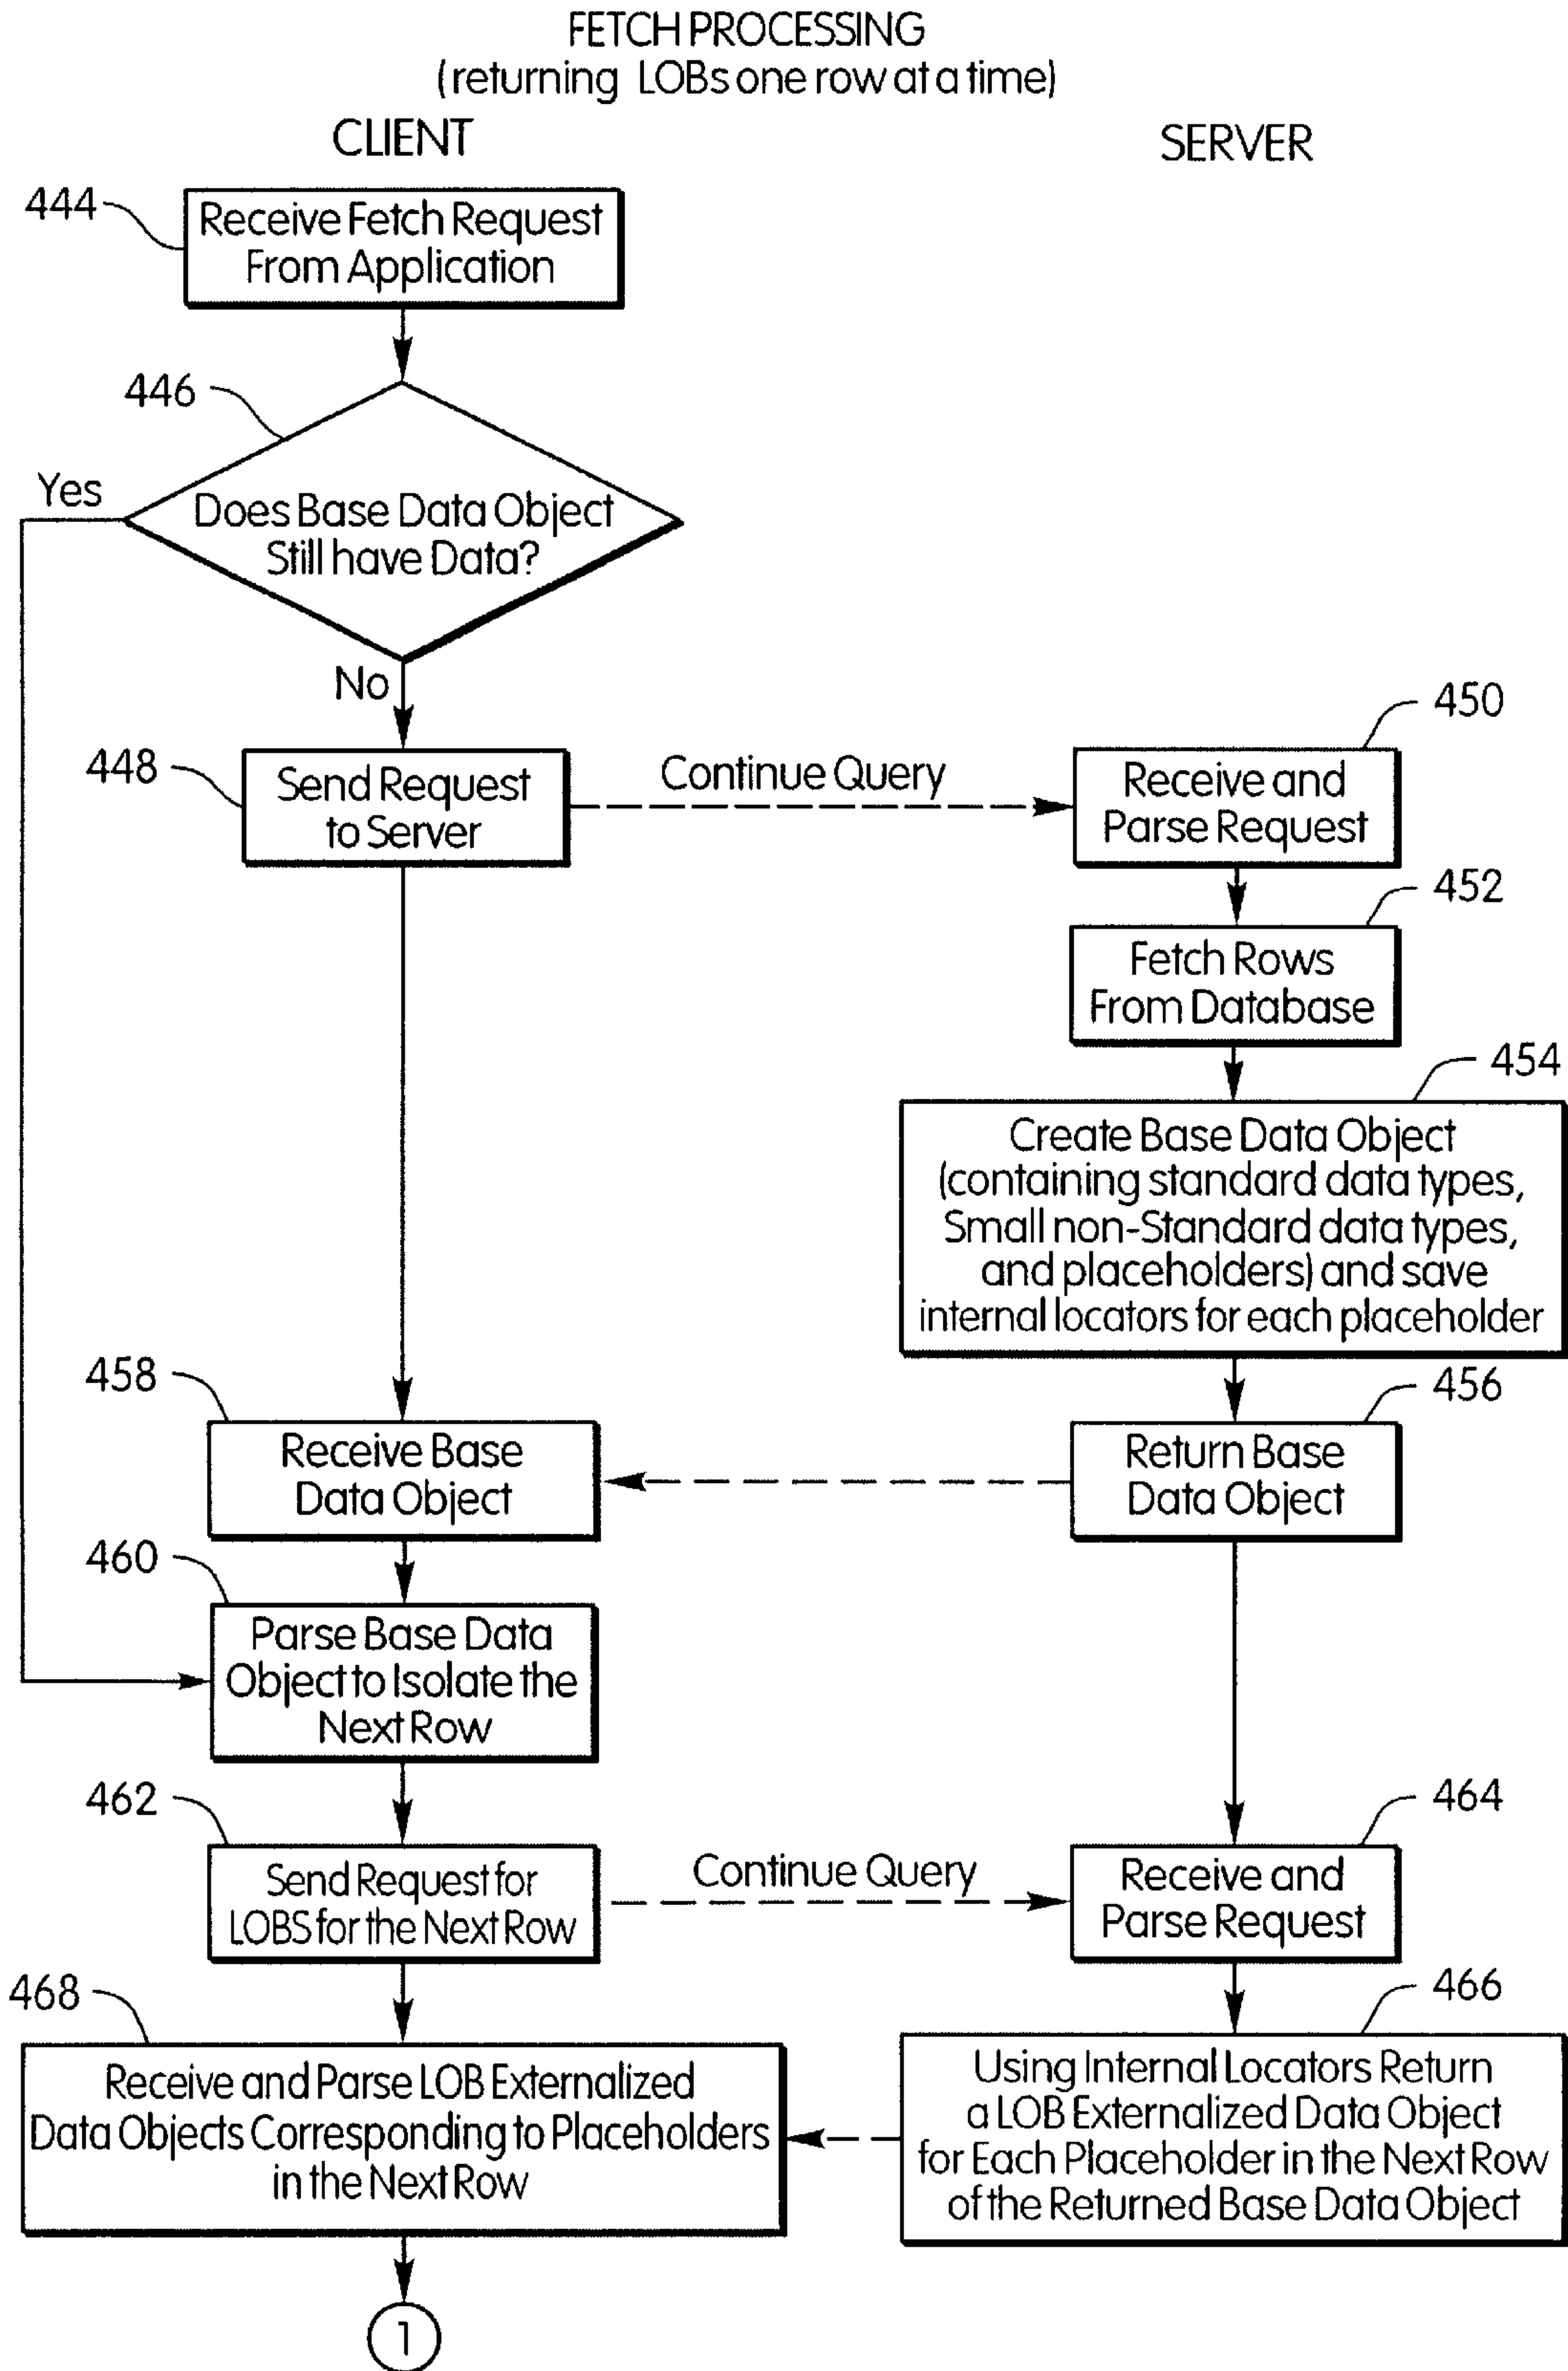 FETCH PROCESSING
(returning LOBs one row at a time)
CLIENT
SERVER
444
Receive Fetch Request
From Application
446
Yes
Does Base Data Object
Still have Data?
No
448
Send Request
to Server
Continue Query
450
Receive and
Parse Request
452
Fetch Rows
From Database
454
Create Base Data Object
(containing standard data types,
Small non-Standard data types,
and placeholders) and save
internal locators for each placeholder
458
Receive Base
Data Object
456
Return Base
Data Object
460
Parse Base Data
Object to Isolate the
Next Row
462
Send Request for
LOBS for the Next Row
Continue Query
464
Receive and
Parse Request
468
Receive and Parse LOB Externalized
Data Objects Corresponding to Placeholders
in the Next Row
466
Using Internal Locators Return
a LOB Externalized Data Object
for Each Placeholder in the Next Row
of the Returned Base Data Object
1